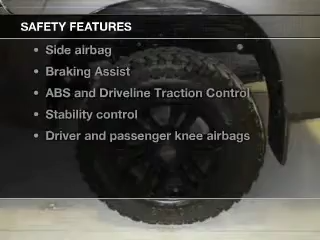 SAFETY FEATURES
• Side airbag
• Braking Assist
• ABS and Driveline Traction Control
• Stability control
• Driver and passenger knee airbags